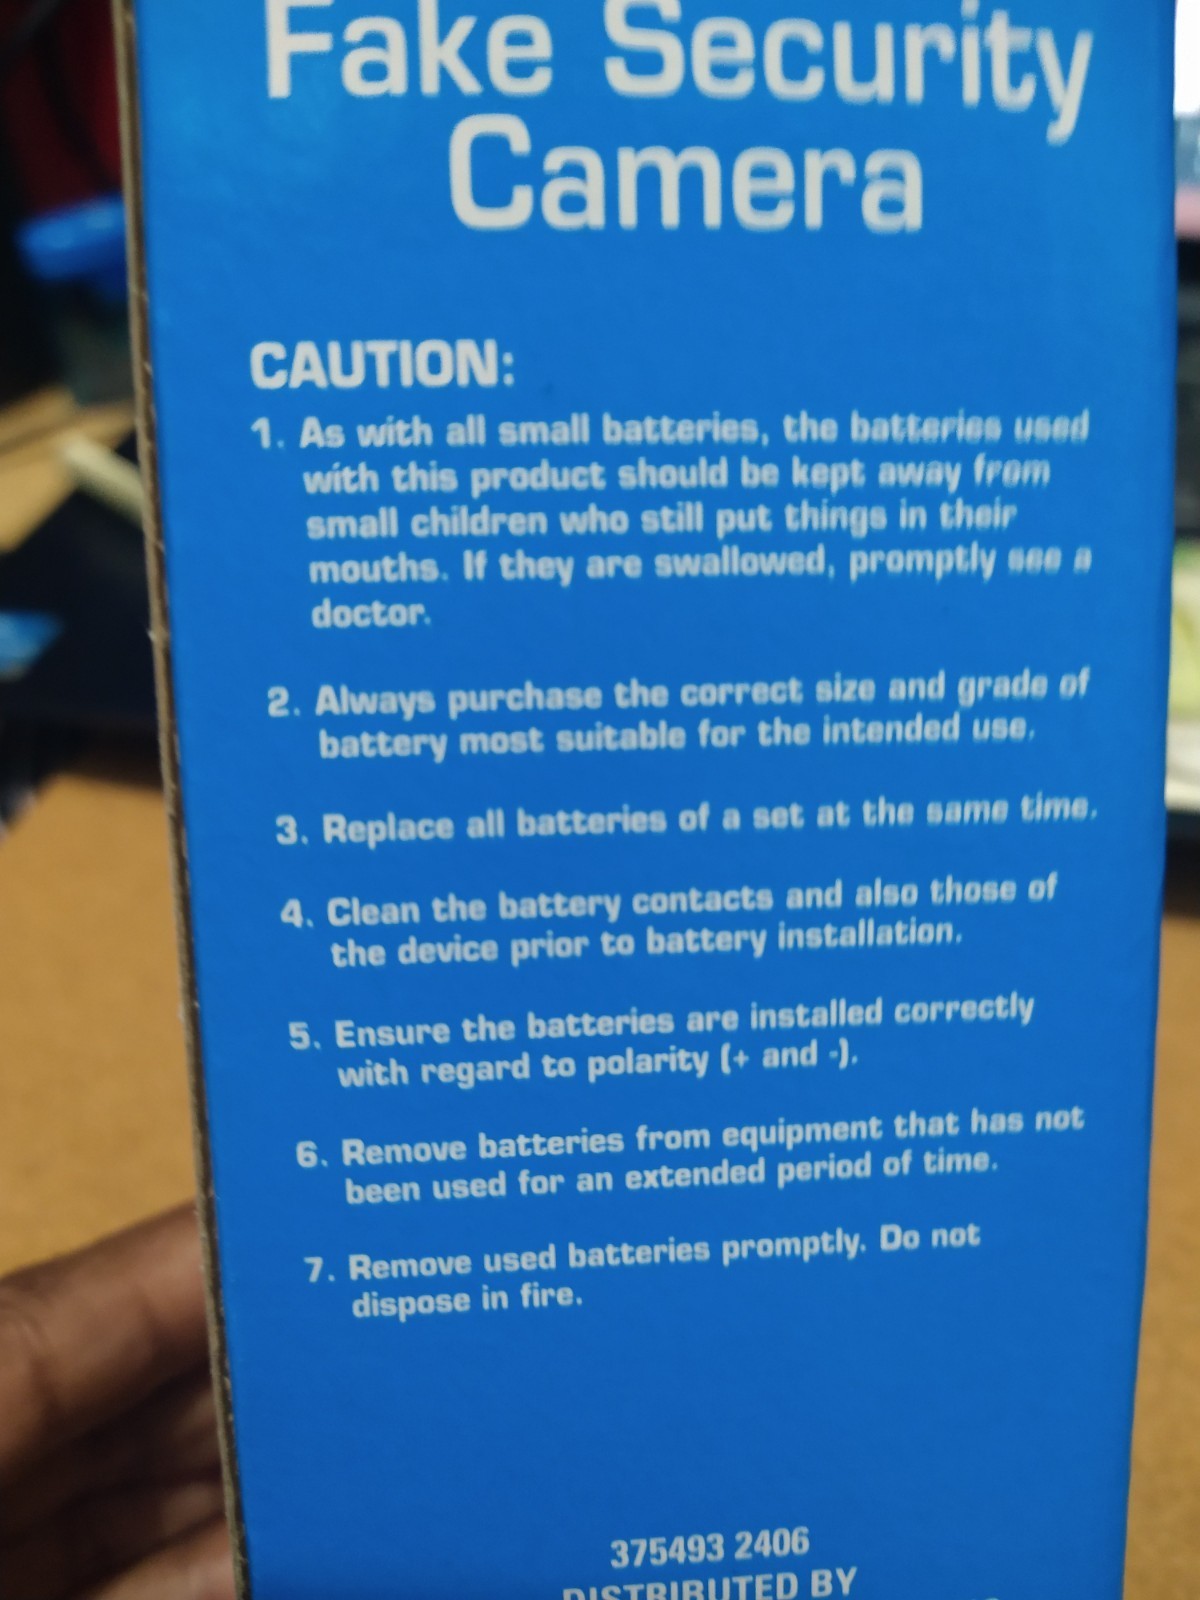 Fake Security
Camera
CAUTION:
1. As with all small batteries, the batteries used
with this product should be kept away from
small children who still put things in their
mouths. If they are swallowed, promptly see a
doctor.
2. Always purchase the correct size and grade of
battery most suitable for the intended use.
3. Replace all batteries of a set at the same time.
4. Clean the battery contacts and also those of
the device prior to battery installation.
5. Ensure the batteries are installed correctly
with regard to polarity (+ and -).
6. Remove batteries from equipment that has not
been used for an extended period of time.
7. Remove used batteries promptly. Do not
dispose in fire.
375493 2406
DISTRIBUTED BY